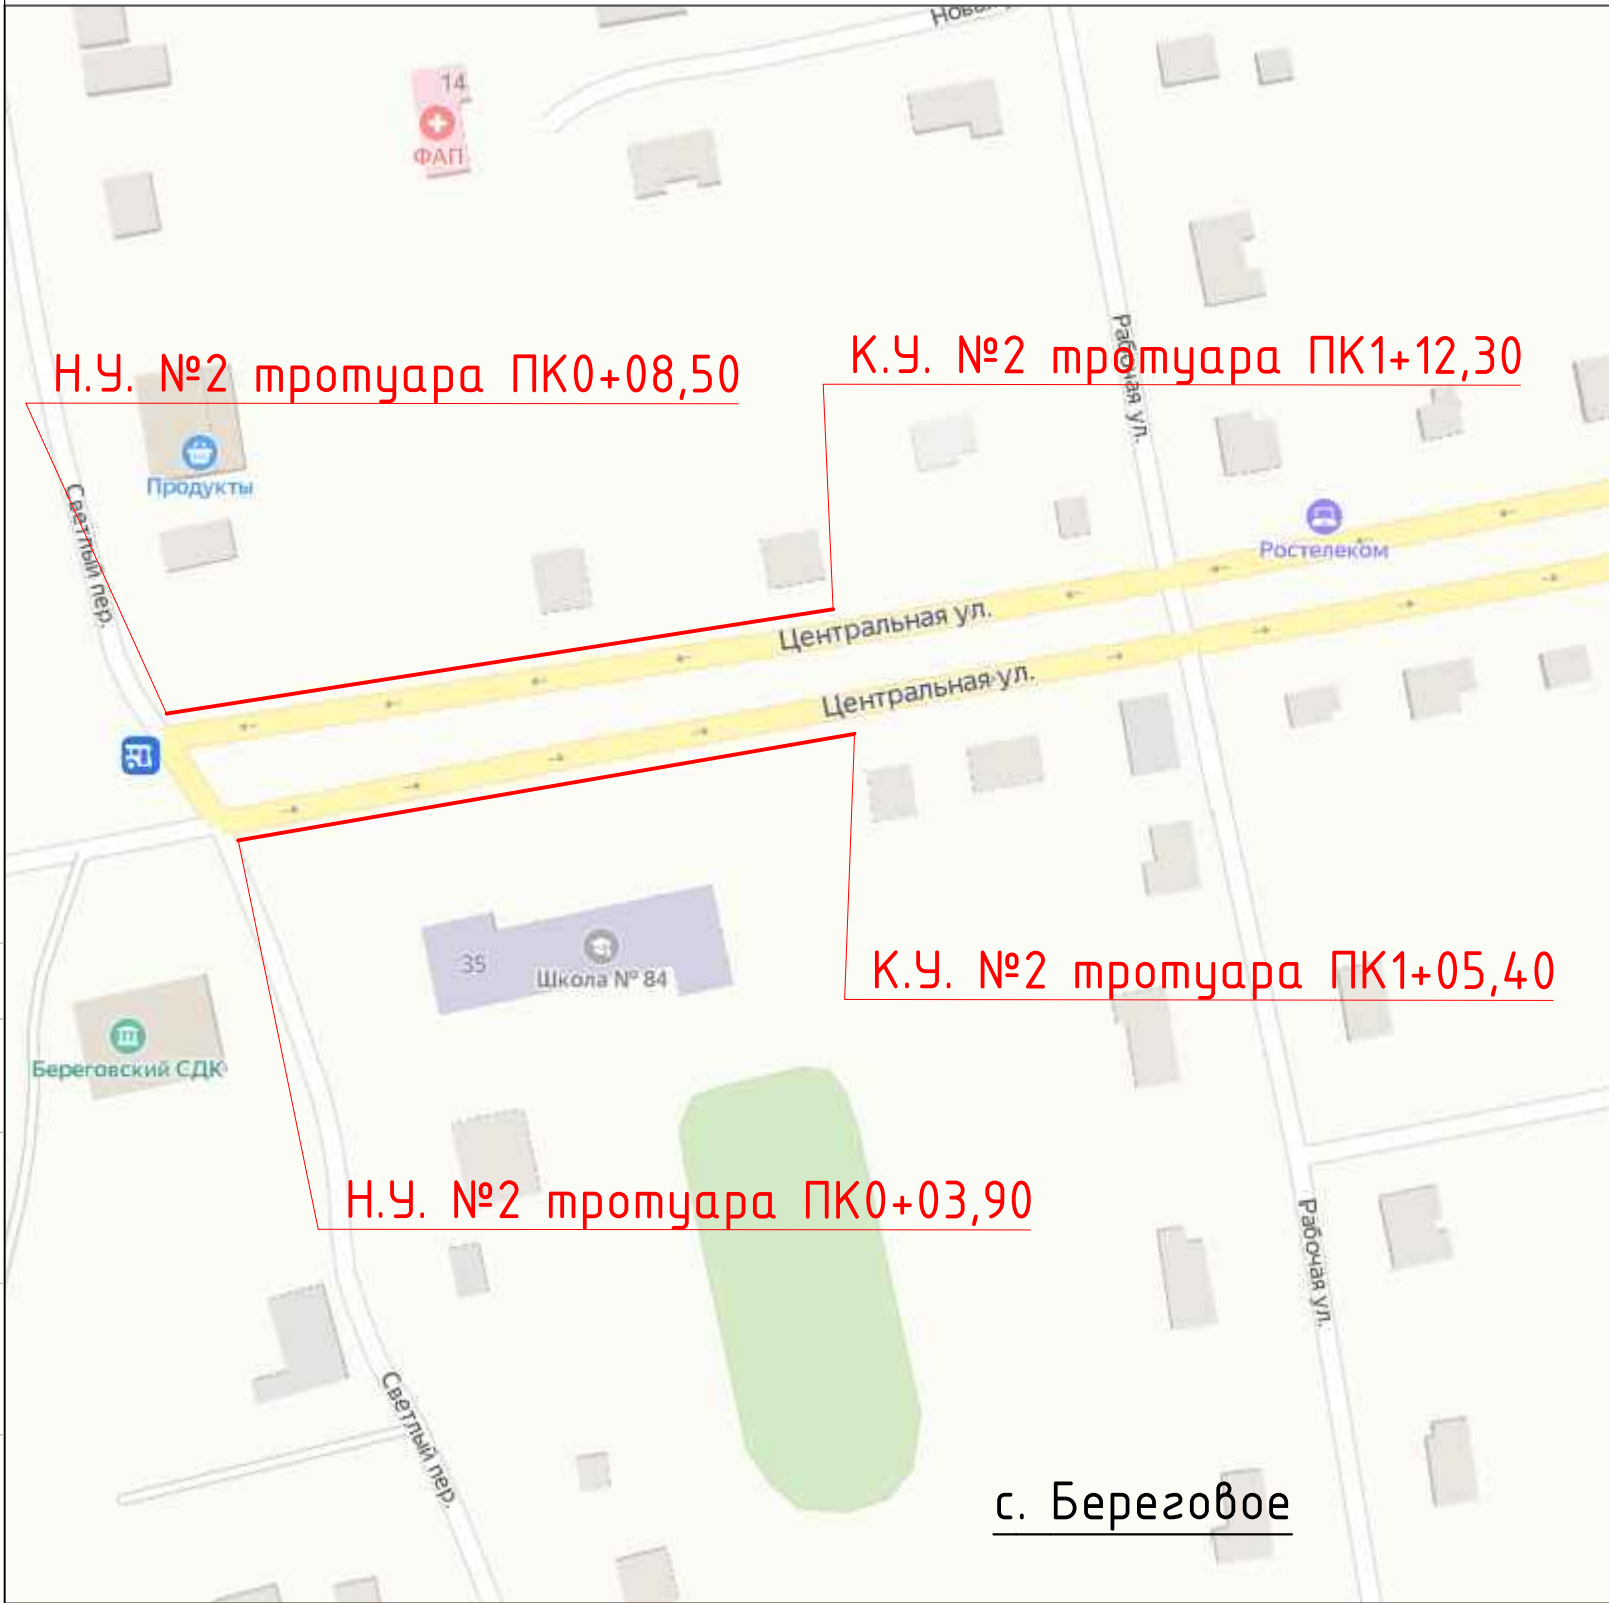 14
ФАП
Н.У. №2 тротуара ПК0+08,50
К.У. №2 тротуара ПК1+12,30
Рабочая ул.
Продукты
Светлый пер.
Ростелеком
Центральная ул.
Центральная ул.
35
Школа № 84
К.У. №2 тротуара ПК1+05,40
Береговский СДК
Н.У. №2 тротуара ПК0+03,90
Рабочая ул.
Светлый пер.
с. Береговое